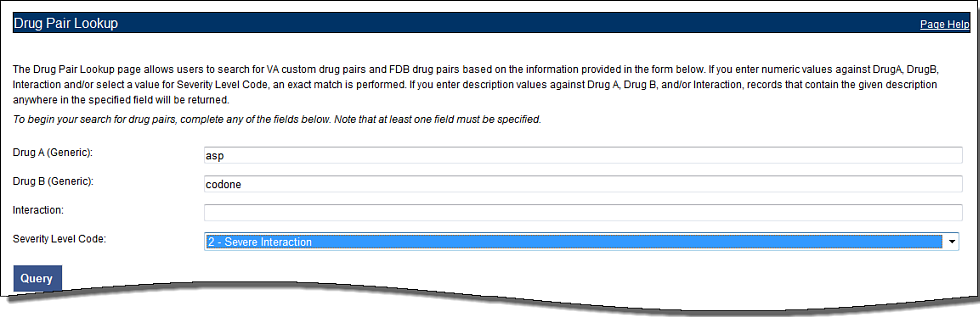 Drug Pair Lookup
Page Help
The Drug Pair Lookup page allows users to search for VA custom drug pairs and FDB drug pairs based on the information provided in the form below. If you enter numeric values against DrugA, DrugB,
Interaction and/or select a value for Severity Level Code, an exact match is performed. If you enter description values against Drug A, Drug B, and/or Interaction, records that contain the given description
anywhere in the specified field will be returned.
To begin your search for drug pairs, complete any of the fields below. Note that at least one field must be specified.
Drug A (Generic):
asp
Drug B (Generic):
codone
Interaction:
Severity Level Code:
2 - Severe Interaction
Query